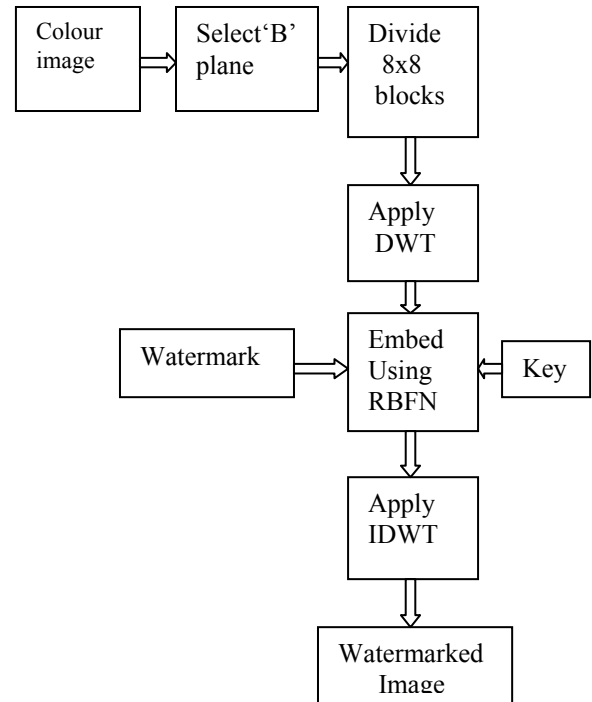 Colour
image
Select‘B’
plane
Divide
8x8
blocks
Apply
DWT
Watermark
Embed
Using
RBFN
Key
Apply
IDWT
Watermarked
Image